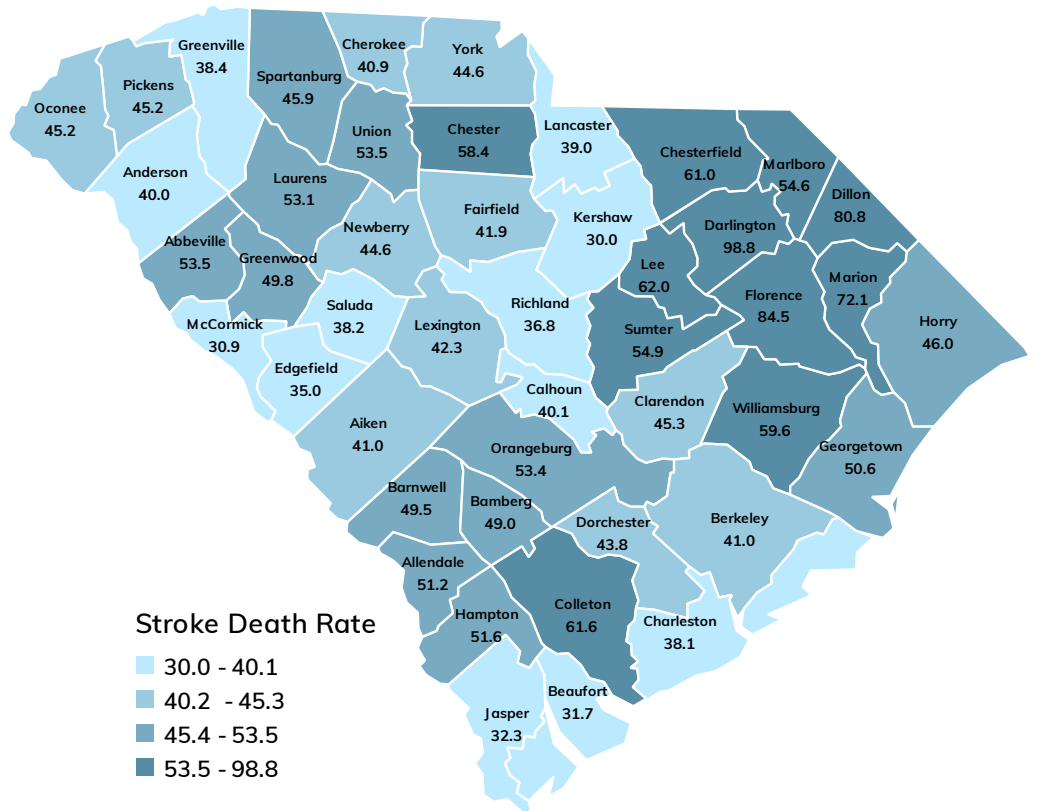 Greenville
38.4
Cherokee
40.9
York
44.6
Spartanburg
45.9
Pickens
45.2
Oconee
45.2
Union
53.5
Chester
58.4
Lancaster
39.0
Chesterfield
61.0
Marlboro
54.6
Dillon
80.8
Anderson
40.0
Laurens
53.1
Fairfield
41.9
Kershaw
30.0
Darlington
98.8
Newberry
44.6
Abbeville
53.5
Greenwood
49.8
Lee
62.0
Marion
72.1
Florence
84.5
Saluda
38.2
Richland
36.8
McCormick
30.9
Lexington
42.3
Sumter
54.9
Horry
46.0
Edgefield
35.0
Calhoun
40.1
Clarendon
45.3
Williamsburg
59.6
Aiken
41.0
Orangeburg
53.4
Georgetown
50.6
Barnwell
49.5
Bamberg
49.0
Dorchester
43.8
Berkeley
41.0
Allendale
51.2
Colleton
61.6
Hampton
51.6
Charleston
38.1
Beaufort
31.7
Jasper
32.3
Stroke Death Rate
30.0 - 40.1
40.2 - 45.3
45.4 - 53.5
53.5 - 98.8